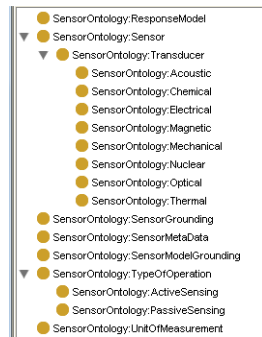 SensorOntology:ResponseModel
SensorOntology:Sensor
SensorOntology:Transducer
SensorOntology:Acoustic
SensorOntology:Chemical
SensorOntology:Electrical
SensorOntology:Magnetic
SensorOntology:Mechanical
SensorOntology:Nuclear
SensorOntology:Optical
SensorOntology:Thermal
SensorOntology:SensorGrounding
SensorOntology:SensorMetaData
SensorOntology:SensorModelGrounding
SensorOntology:TypeOfOperation
SensorOntology:ActiveSensing
SensorOntology:PassiveSensing
SensorOntology:UnitOfMeasurement